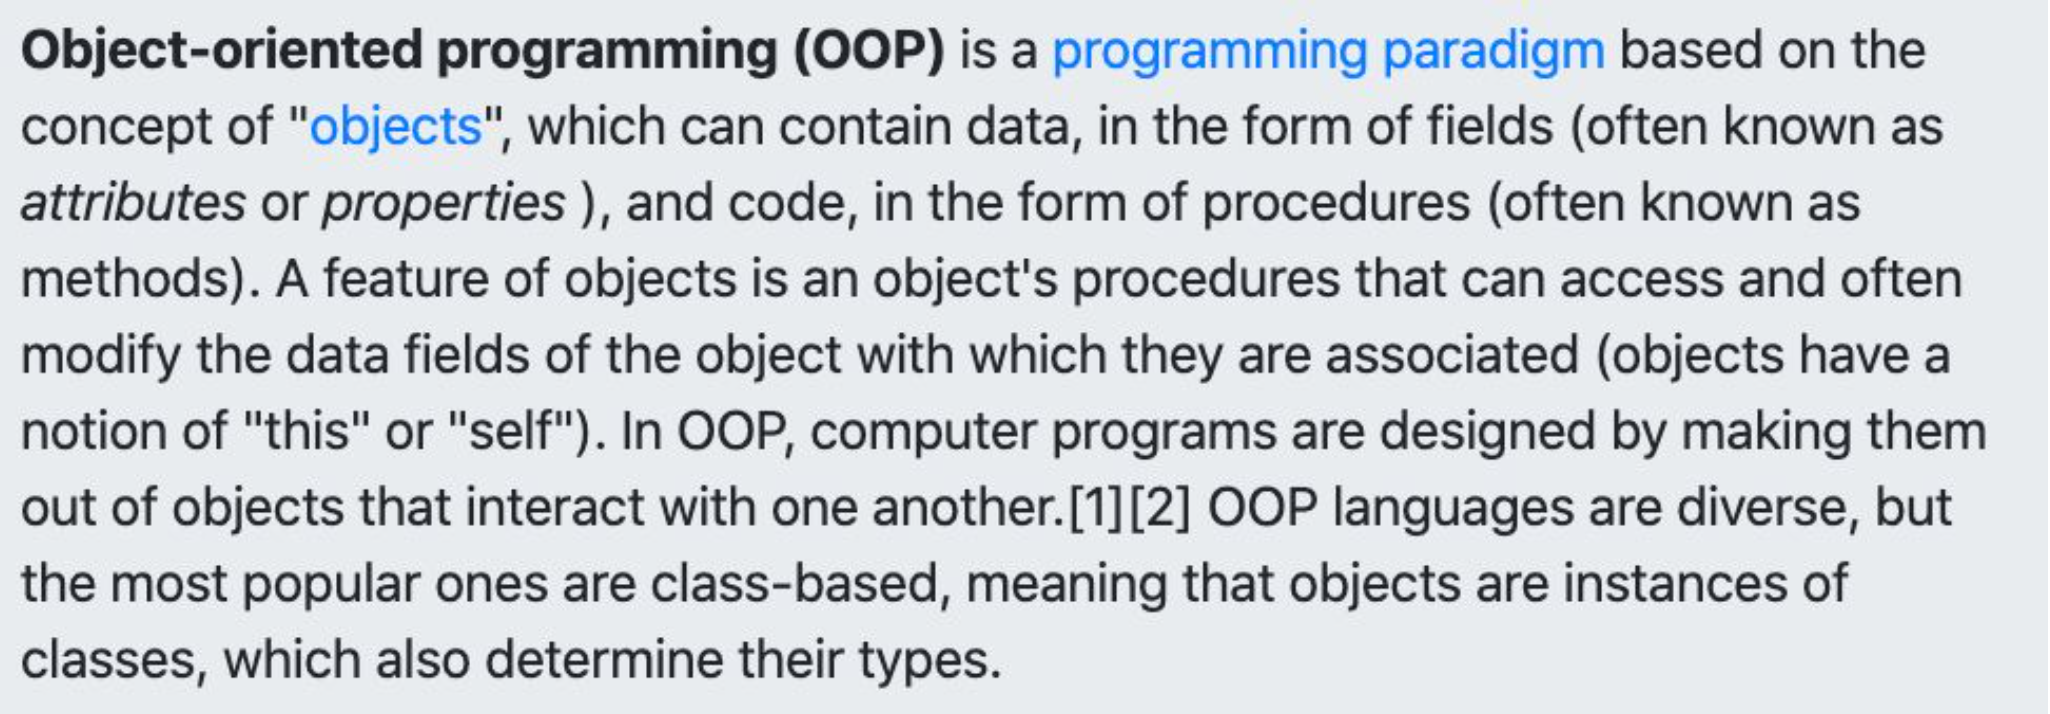 Object-oriented programming (OOP) is a programming paradigm based on the
concept of "objects", which can contain data, in the form of fields (often known as
attributes or properties ), and code, in the form of procedures (often known as
methods). A feature of objects is an object's procedures that can access and often
modify the data fields of the object with which they are associated (objects have a
notion of "this" or "self"). In OOP, computer programs are designed by making them
out of objects that interact with one another.[1][2] OOP languages are diverse, but
the most popular ones are class-based, meaning that objects are instances of
classes, which also determine their types.